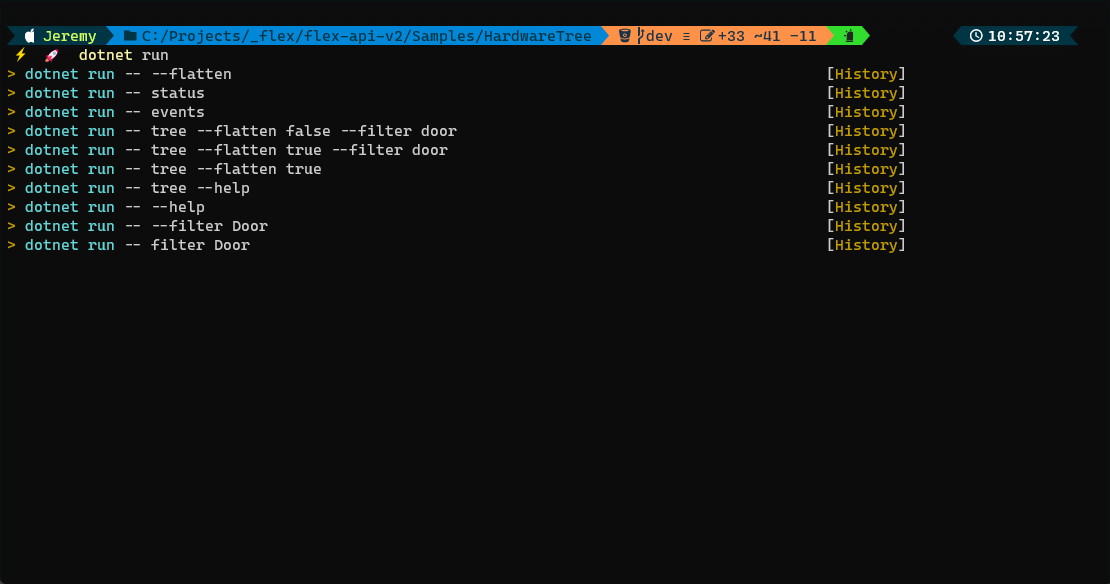 Jeremy C:/Projects/_flex/flex-api-v2/Samples/HardwareTree dev ≡ +33 ~41 -11 10:57:23
dotnet run
> dotnet run -- --flatten [History]
> dotnet run -- status [History]
> dotnet run -- events [History]
> dotnet run -- tree --flatten false --filter door [History]
> dotnet run -- tree --flatten true --filter door [History]
> dotnet run -- tree --flatten true [History]
> dotnet run -- tree --help [History]
> dotnet run -- --help [History]
> dotnet run -- --filter Door [History]
> dotnet run -- filter Door [History]